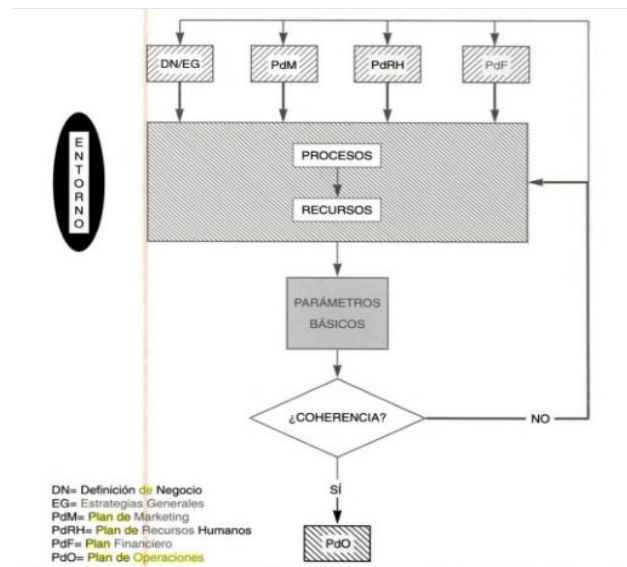 DN/EG
PdM
PdRH
PdF
ENTORNO
PROCESOS
RECURSOS
PARÁMETROS
BÁSICOS
¿COHERENCIA?
NO
SÍ
PdO
DN= Definición de Negocio
EG= Estrategias Generales
PdM= Plan de Marketing
PdRH= Plan de Recursos Humanos
PdF= Plan Financiero
PdO= Plan de Operaciones